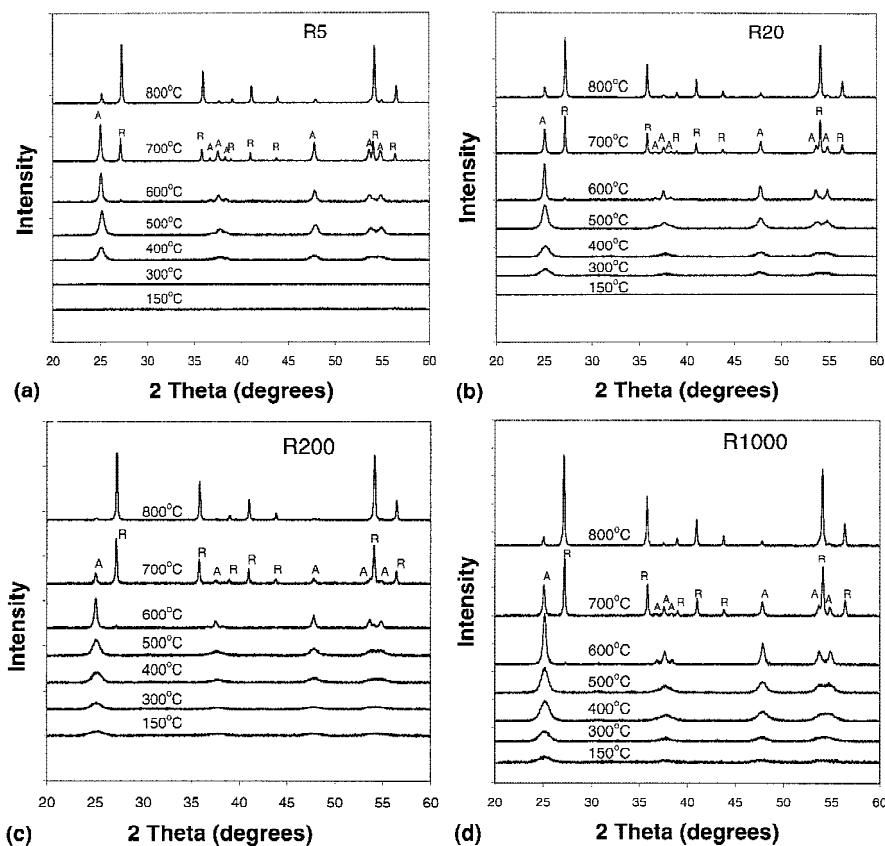 R5
800°C
A
R
700°C
R
A
A
A
R
R
R
A
A
R
A
R
600°C
500°C
400°C
300°C
150°C
Intensity
20 25 30 35 40 45 50 55 60
(a) 2 Theta (degrees)
R20
800°C
A
R
700°C
R
A
A
A
R
R
R
A
A
R
A
R
600°C
500°C
400°C
300°C
150°C
Intensity
20 25 30 35 40 45 50 55 60
(b) 2 Theta (degrees)
R200
800°C
A
R
700°C
R
A
R
R
R
A
A
R
A
R
600°C
500°C
400°C
300°C
150°C
Intensity
20 25 30 35 40 45 50 55 60
(c) 2 Theta (degrees)
R1000
800°C
A
R
700°C
R
A
A
A
R
R
R
A
A
R
A
R
600°C
500°C
400°C
300°C
150°C
Intensity
20 25 30 35 40 45 50 55 60
(d) 2 Theta (degrees)